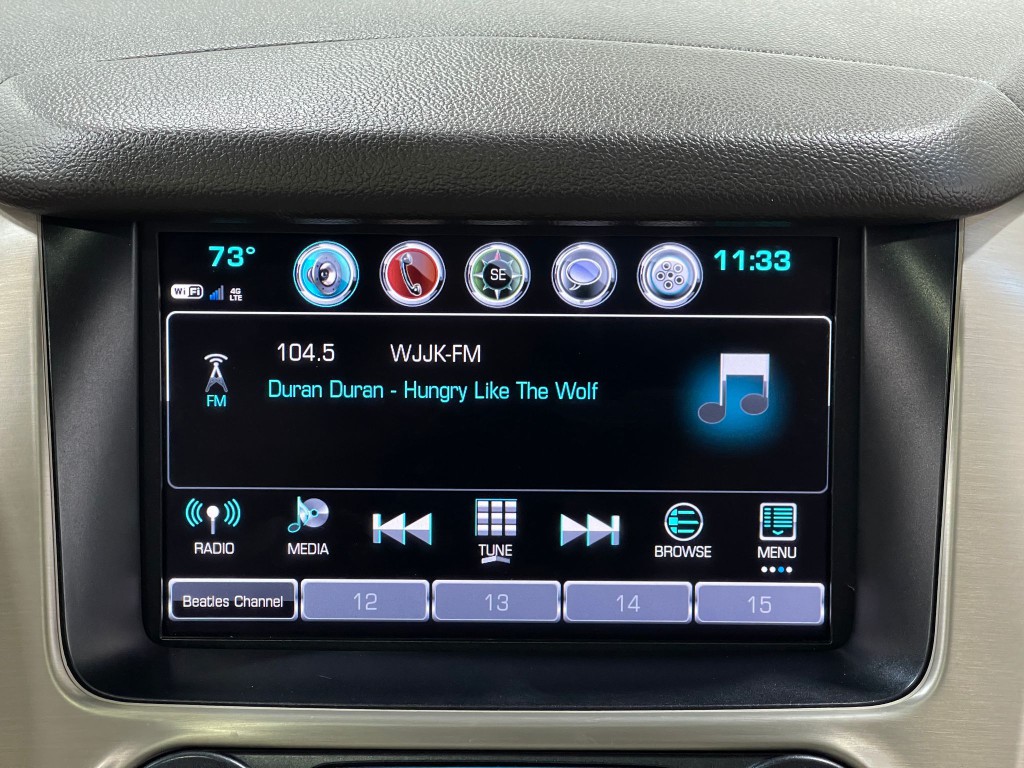 73° 11:33
WiFi 4G
LTE
SE
104.5 WJJK-FM
Duran Duran - Hungry Like The Wolf
FM
RADIO MEDIA TUNE BROWSE MENU
Beatles Channel 12 13 14 15